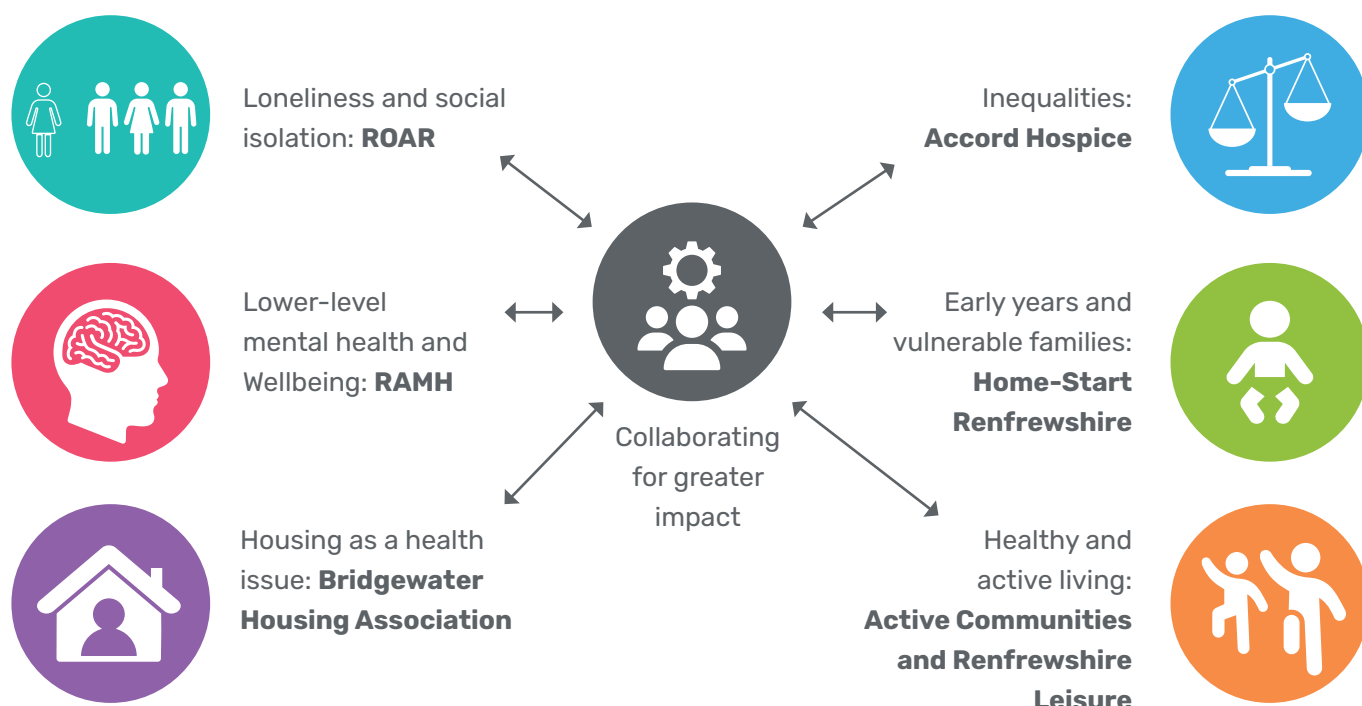 Loneliness and social
isolation: ROAR
Lower-level
mental health and
Wellbeing: RAMH
Housing as a health
issue: Bridgewater
Housing Association
Collaborating
for greater
impact
Inequalities:
Accord Hospice
Early years and
vulnerable families:
Home-Start
Renfrewshire
Healthy and
active living:
Active Communities
and Renfrewshire
Leisure